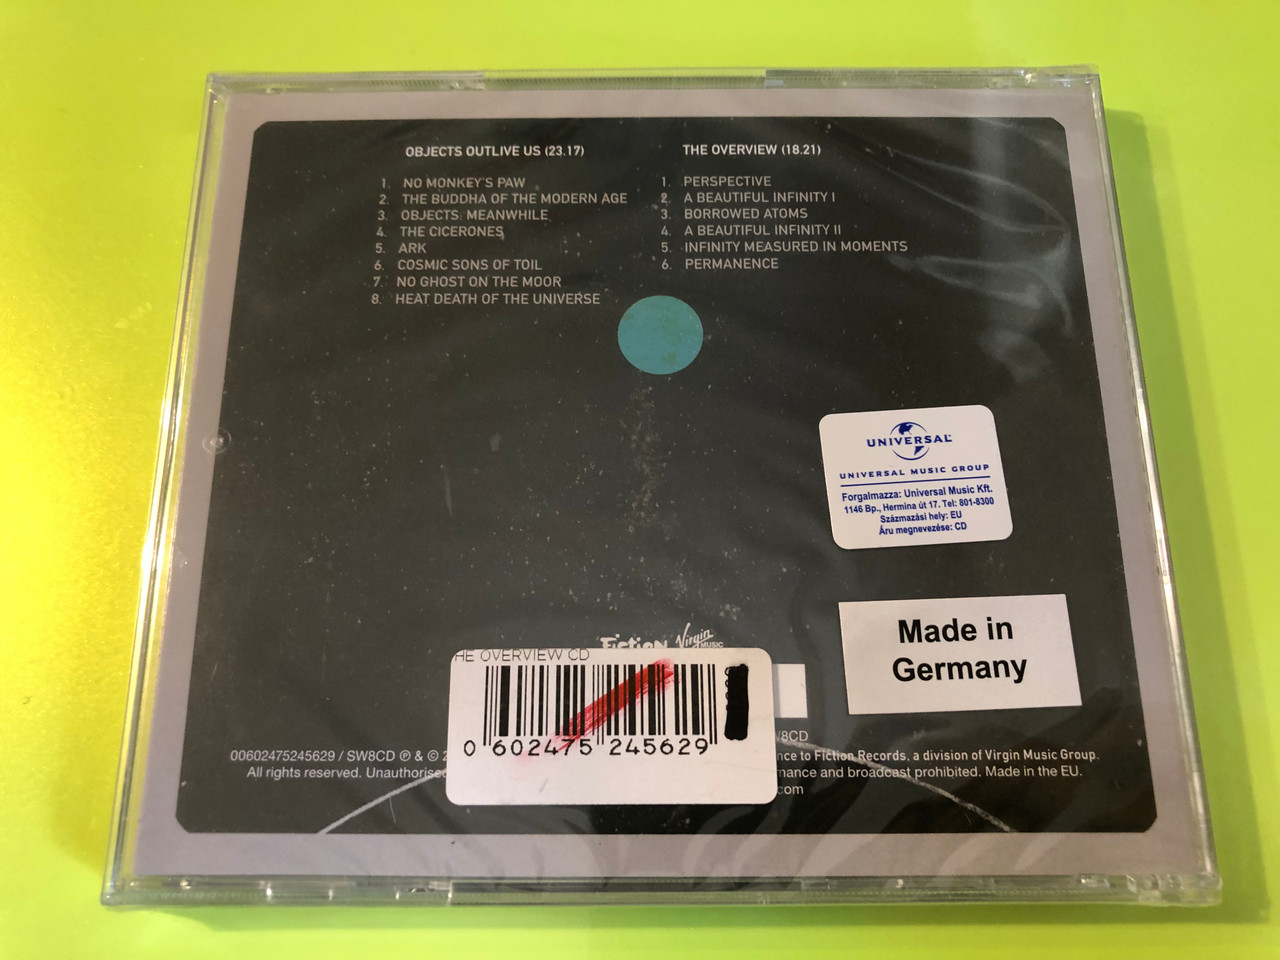 OBJECTS OUTLIVE US (23.17)
1. NO MONKEY'S PAW
2. THE BUDDHA OF THE MODERN AGE
3. OBJECTS: MEANWHILE
4. THE CICERONES
5. ARK
6. COSMIC SONS OF TOIL
7. NO GHOST ON THE MOOR
8. HEAT DEATH OF THE UNIVERSE
THE OVERVIEW (18.21)
1. PERSPECTIVE
2. A BEAUTIFUL INFINITY I
3. BORROWED ATOMS
4. A BEAUTIFUL INFINITY II
5. INFINITY MEASURED IN MOMENTS
6. PERMANENCE
UNIVERSAL
UNIVERSAL MUSIC GROUP
Forgalmazza: Universal Music Kft.
1146 Bp., Hermina út 17. Tel: 801-8300
Származási hely: EU
Áru megnevezése: CD
Made in
Germany
Fiction Virgin MUSIC
HE OVERVIEW CD
0 602475 245629
W8CD
00602475245629 / SW8CD ℗ & © 2 nce to Fiction Records, a division of Virgin Music Group.
All rights reserved. Unauthorised mance and broadcast prohibited. Made in the EU.
.com